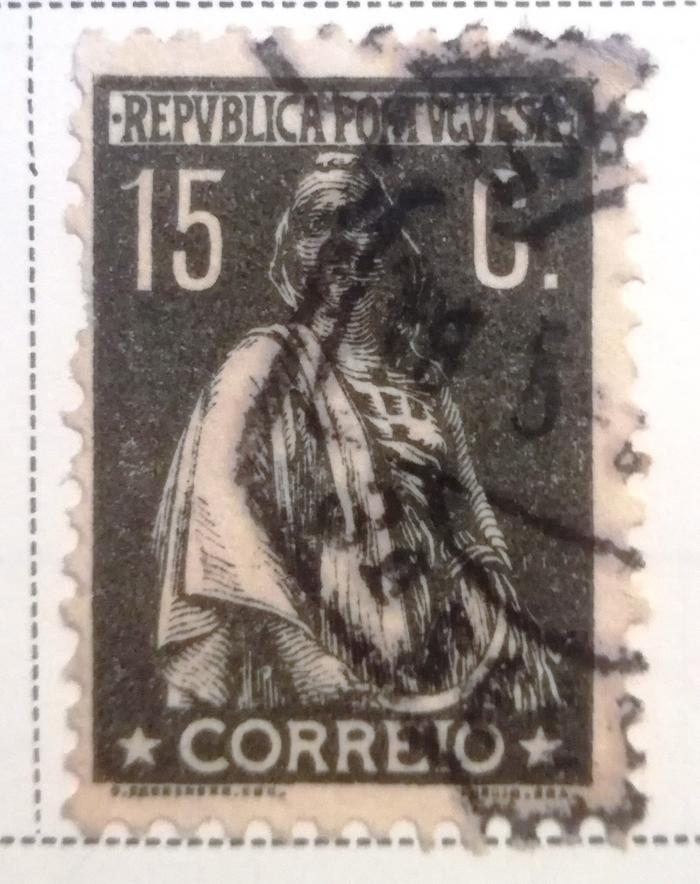 ·REPVBLICA PORTVGVESA·
15 C.
CORREIO